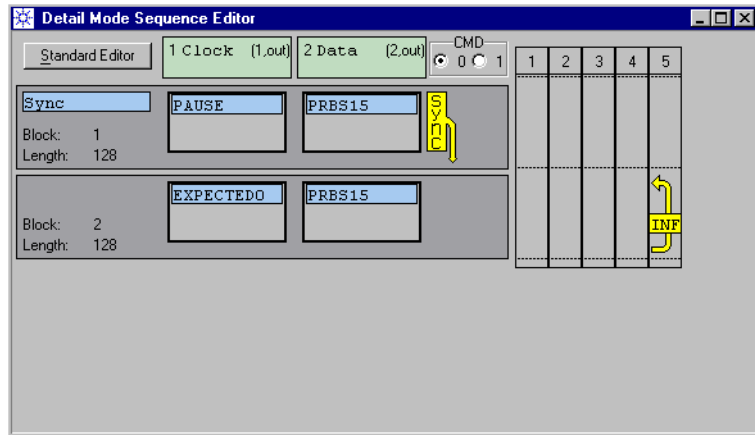 Detail Mode Sequence Editor
Standard Editor
1 Clock (1,out)
2 Data (2,out)
CMD
0 1
1 2 3 4 5
Sync
Block: 1
Length: 128
PAUSE
PRBS15
Sync
Block: 2
Length: 128
EXPECTED0
PRBS15
INF